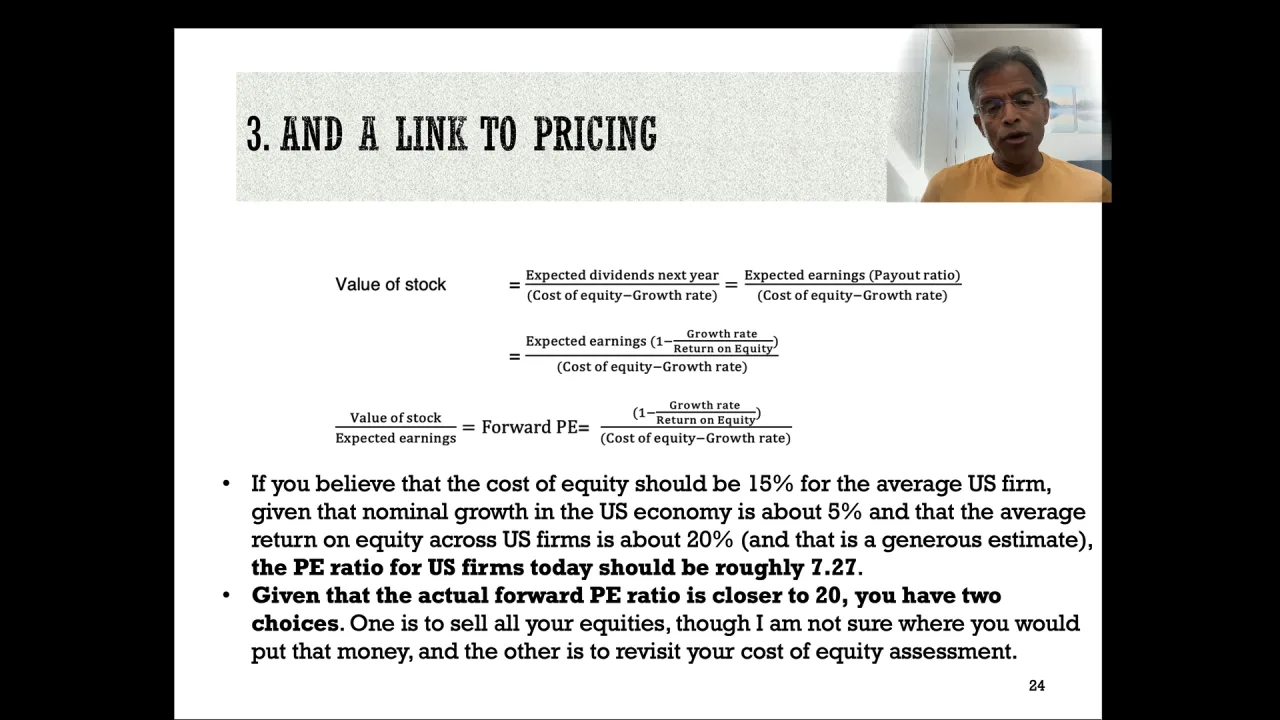 3. AND A LINK TO PRICING
Value of stock = Expected dividends next year / (Cost of equity−Growth rate) = Expected earnings (Payout ratio) / (Cost of equity−Growth rate)
= Expected earnings (1− Growth rate / Return on Equity) / (Cost of equity−Growth rate)
Value of stock / Expected earnings = Forward PE= (1− Growth rate / Return on Equity) / (Cost of equity−Growth rate)
• If you believe that the cost of equity should be 15% for the average US firm,
given that nominal growth in the US economy is about 5% and that the average
return on equity across US firms is about 20% (and that is a generous estimate),
the PE ratio for US firms today should be roughly 7.27.
• Given that the actual forward PE ratio is closer to 20, you have two
choices. One is to sell all your equities, though I am not sure where you would
put that money, and the other is to revisit your cost of equity assessment.
24